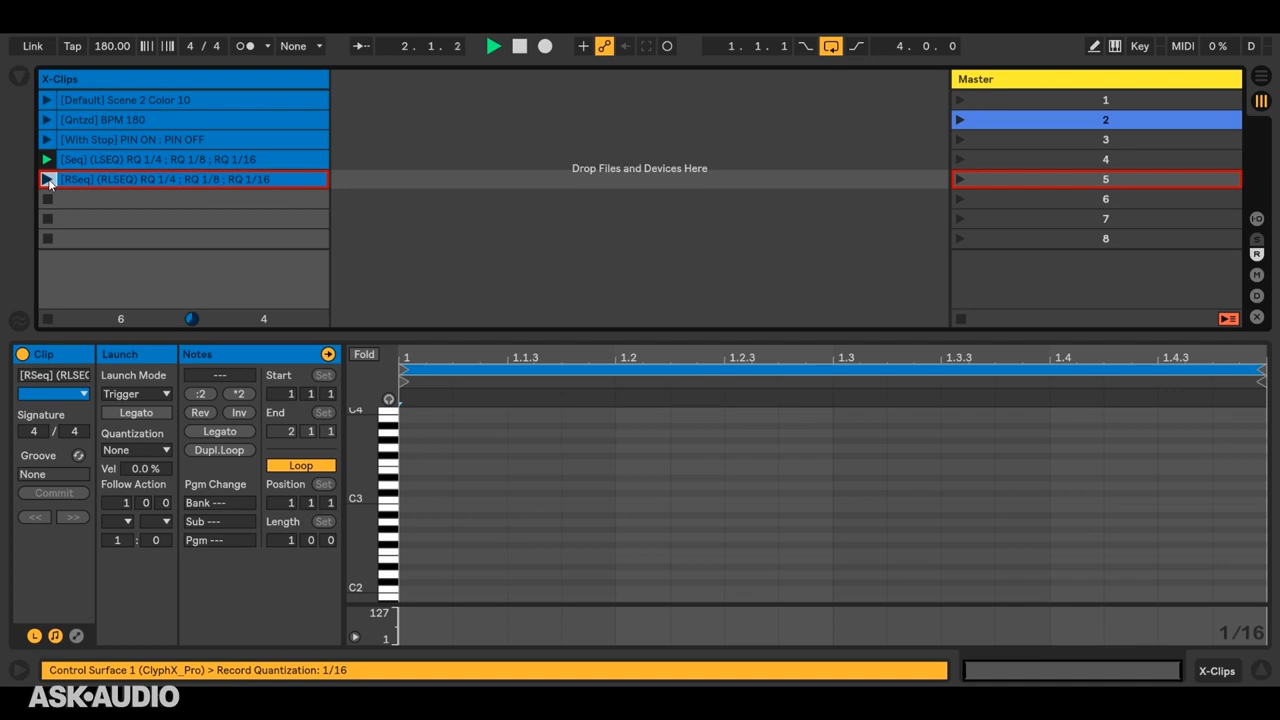 Link Tap 180.00 4 / 4 None 2. 1. 2 1. 1. 1 4. 0. 0 Key MIDI 0 % D
X-Clips Master
[Default] Scene 2 Color 10 1
[Qntzd] BPM 180 2
[With Stop] PIN ON : PIN OFF 3
[Seq] (LSEQ) RQ 1/4 ; RQ 1/8 ; RQ 1/16 4
Drop Files and Devices Here
[RSeq] (RLSEQ) RQ 1/4 ; RQ 1/8 ; RQ 1/16 5
6
7
8
6 4
I·O
S
R
M
D
X
Clip Launch Notes Fold 1 1.1.3 1.2 1.2.3 1.3 1.3.3 1.4 1.4.3
[RSeq] (RLSEQ Launch Mode --- Start Set
Trigger :2 *2 1 1 1
Signature Legato Rev Inv End Set
4 / 4 Quantization Legato 2 1 1
Groove None Dupl.Loop
None Vel 0.0 % Loop
Commit Follow Action Pgm Change Position Set
1 0 0 Bank --- 1 1 1
<< >> Sub --- Length Set
1 : 0 Pgm --- 1 0 0
C4
C3
C2
127
1
1/16
L
Control Surface 1 (ClyphX_Pro) > Record Quantization: 1/16 X-Clips
ASK•AUDIO